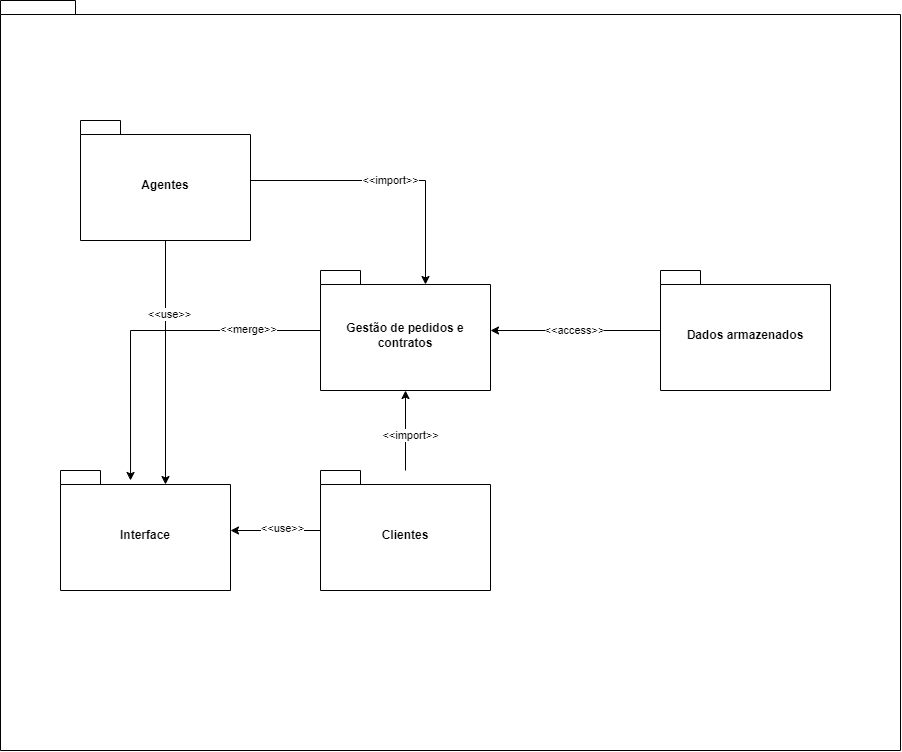 Agentes
<<import>>
<<use>>
<<merge>>
Gestão de pedidos e
contratos
<<access>>
Dados armazenados
<<import>>
Interface
<<use>>
Clientes